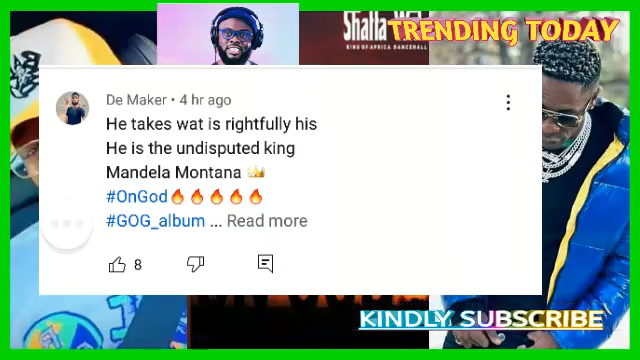 Shatta Wale
KING OF AFRICA DANCEHALL
TRENDING TODAY
De Maker • 4 hr ago
He takes wat is rightfully his
He is the undisputed king
Mandela Montana 👑
#OnGod🔥🔥🔥🔥🔥
#GOG_album ... Read more
8
KINDLY SUBSCRIBE